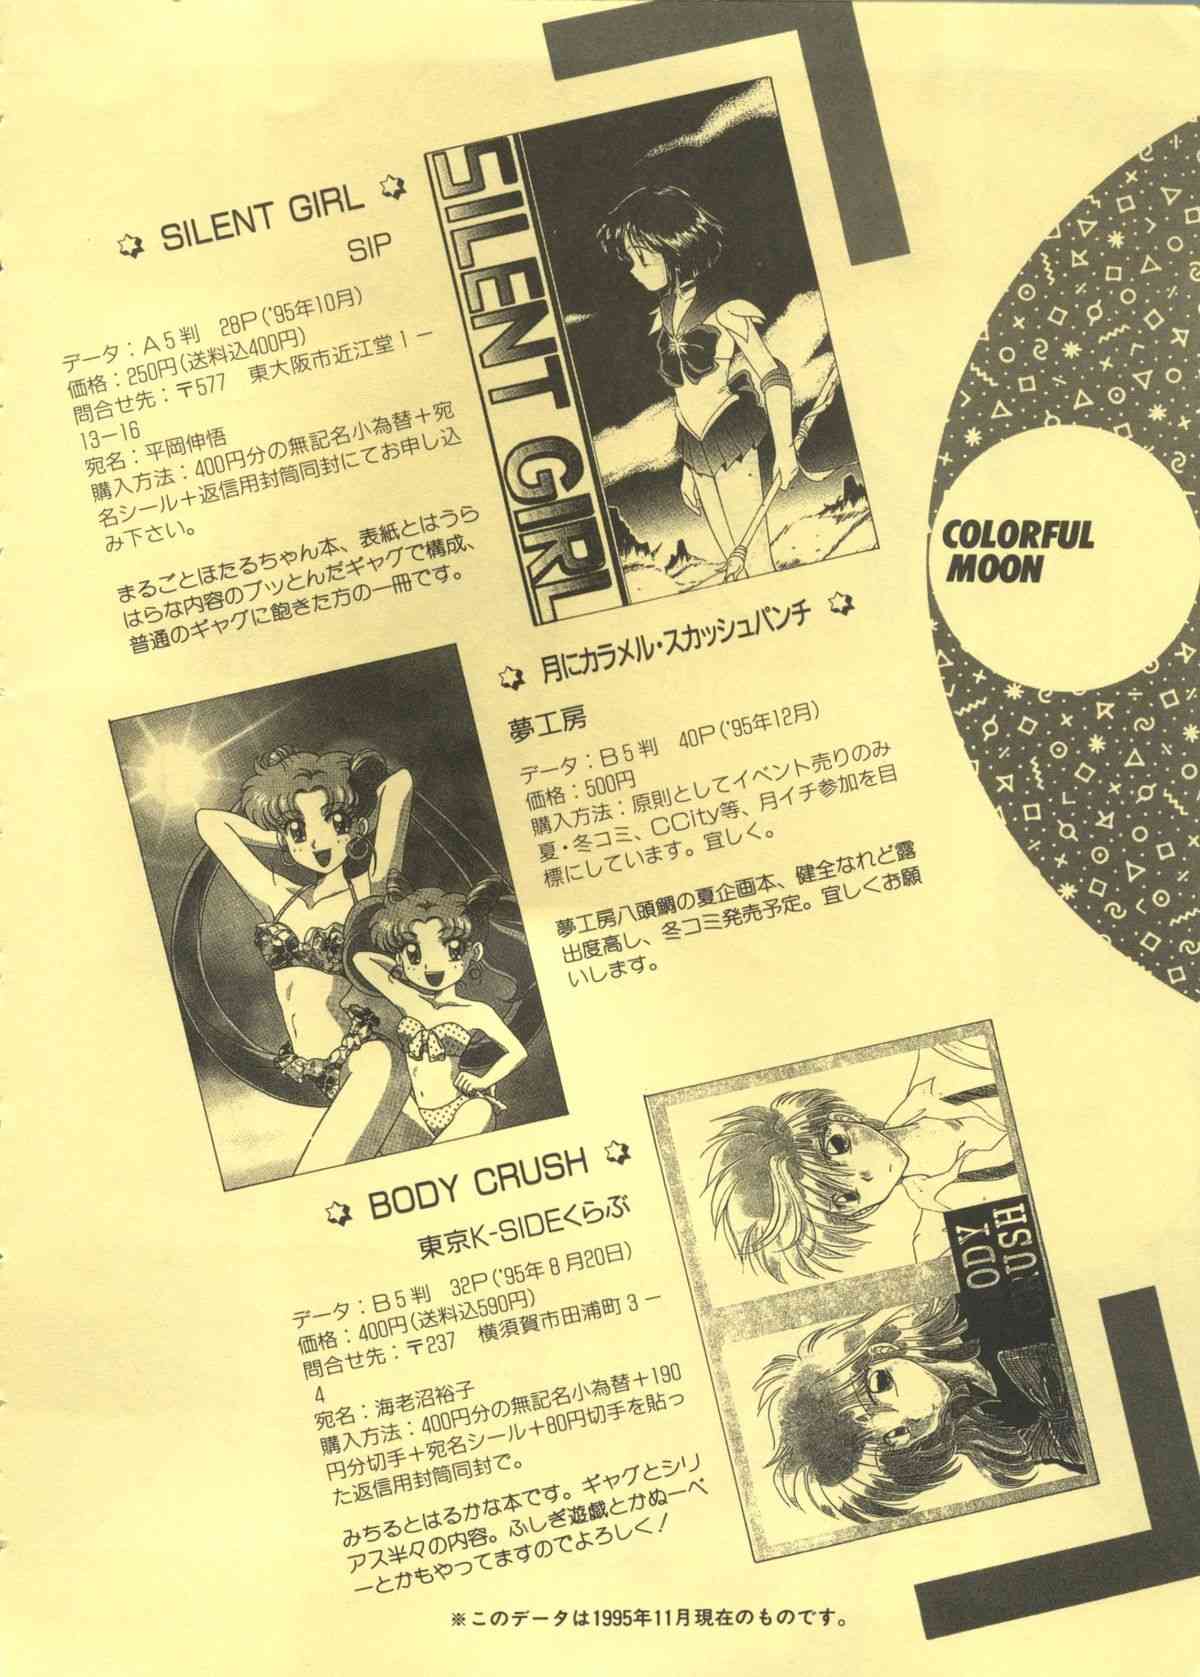 SILENT GIRL
SIP
データ：A5判　28P('95年10月)
価格：250円(送料込400円)
問合せ先：〒577　東大阪市近江堂1－
13－16
宛名：平岡伸悟
購入方法：400円分の無記名小為替＋宛
名シール＋返信用封筒同封にてお申し込
み下さい。
まるごとほたるちゃん本、表紙とはうら
はらな内容のブッとんだギャグで構成、
普通のギャグに飽きた方の一冊です。
SILENT GIRL
COLORFUL
MOON
月にカラメル・スカッシュパンチ
夢工房
データ：B5判　40P('95年12月)
価格：500円
購入方法：原則としてイベント売りのみ
夏・冬コミ、CCity等、月イチ参加を目
標にしています。宜しく。
夢工房八頭鯛の夏企画本、健全なれど露
出度高し、冬コミ発売予定。宜しくお願
いします。
BODY CRUSH
東京K-SIDEくらぶ
データ：B5判　32P('95年8月20日)
価格：400円(送料込590円)
問合せ先：〒237　横須賀市田浦町3－
4
宛名：海老沼裕子
購入方法：400円分の無記名小為替＋190
円分切手＋宛名シール＋80円切手を貼っ
た返信用封筒同封で。
みちるとはるかな本です。ギャグとシリ
アス半々の内容。ふしぎ遊戯とかぬ～べ
ーとかもやってますのでよろしく！
ODY
RUSH
※このデータは1995年11月現在のものです。